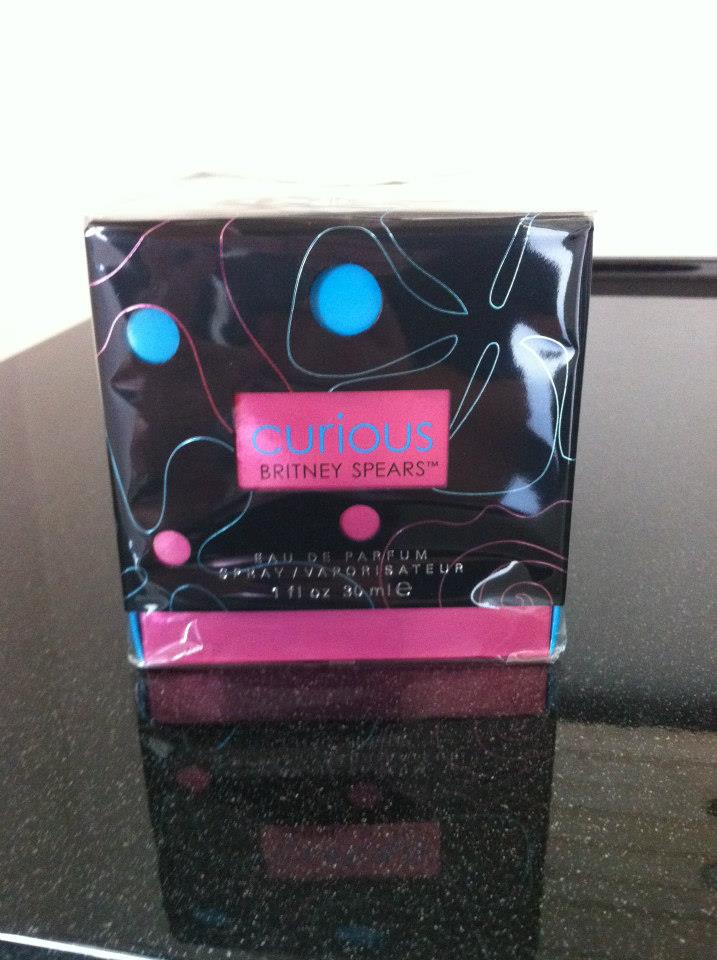 curious
BRITNEY SPEARS™
EAU DE PARFUM
SPRAY/VAPORISATEUR
1 fl oz 30 ml e